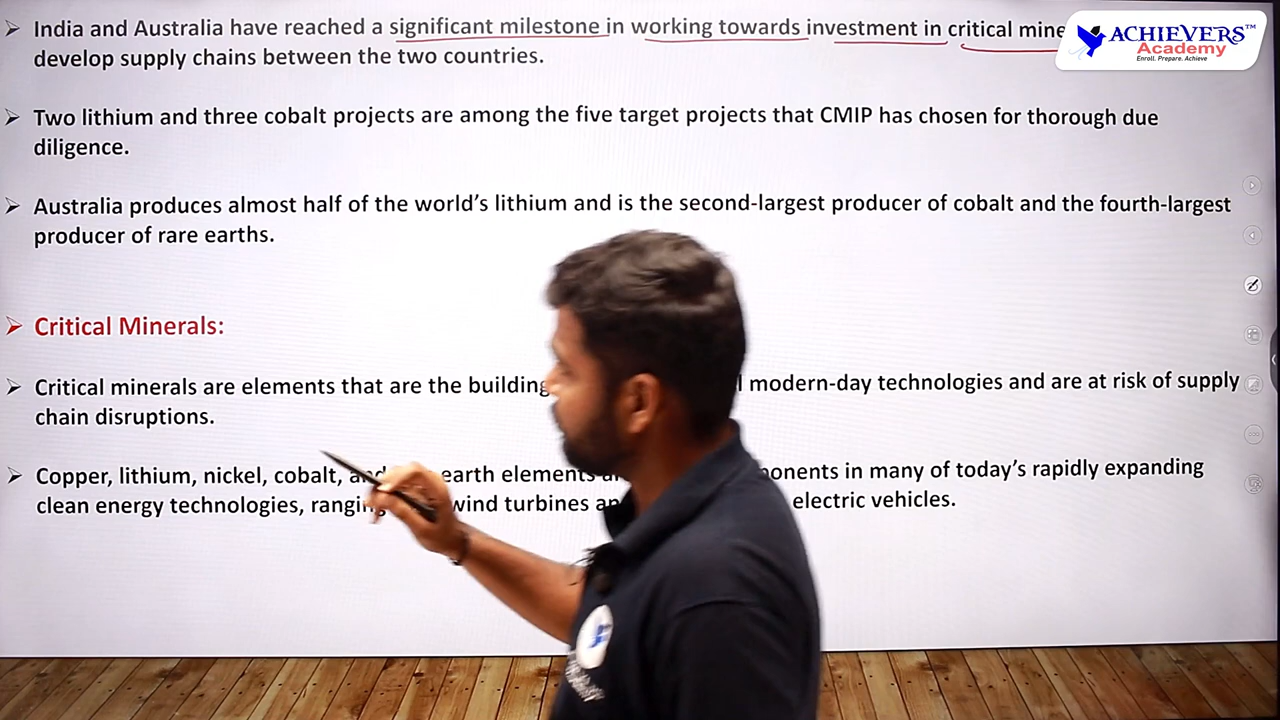 India and Australia have reached a significant milestone in working towards investment in critical
develop supply chains between the two countries.
Two lithium and three cobalt projects are among the five target projects that CMIP has chosen for thorough due
diligence.
Australia produces almost half of the world's lithium and is the second-largest producer of cobalt and the fourth-largest
producer of rare earths.
Critical Minerals:
Critical minerals are elements that are the building modern-day technologies and are at risk of supply
chain disruptions.
Copper, lithium, nickel, cobalt, and earth elements in many of today's rapidly expanding
clean energy technologies, wind turbines electric vehicles.
ACHIEVERS™
Academy
Enroll. Prepare. Achieve